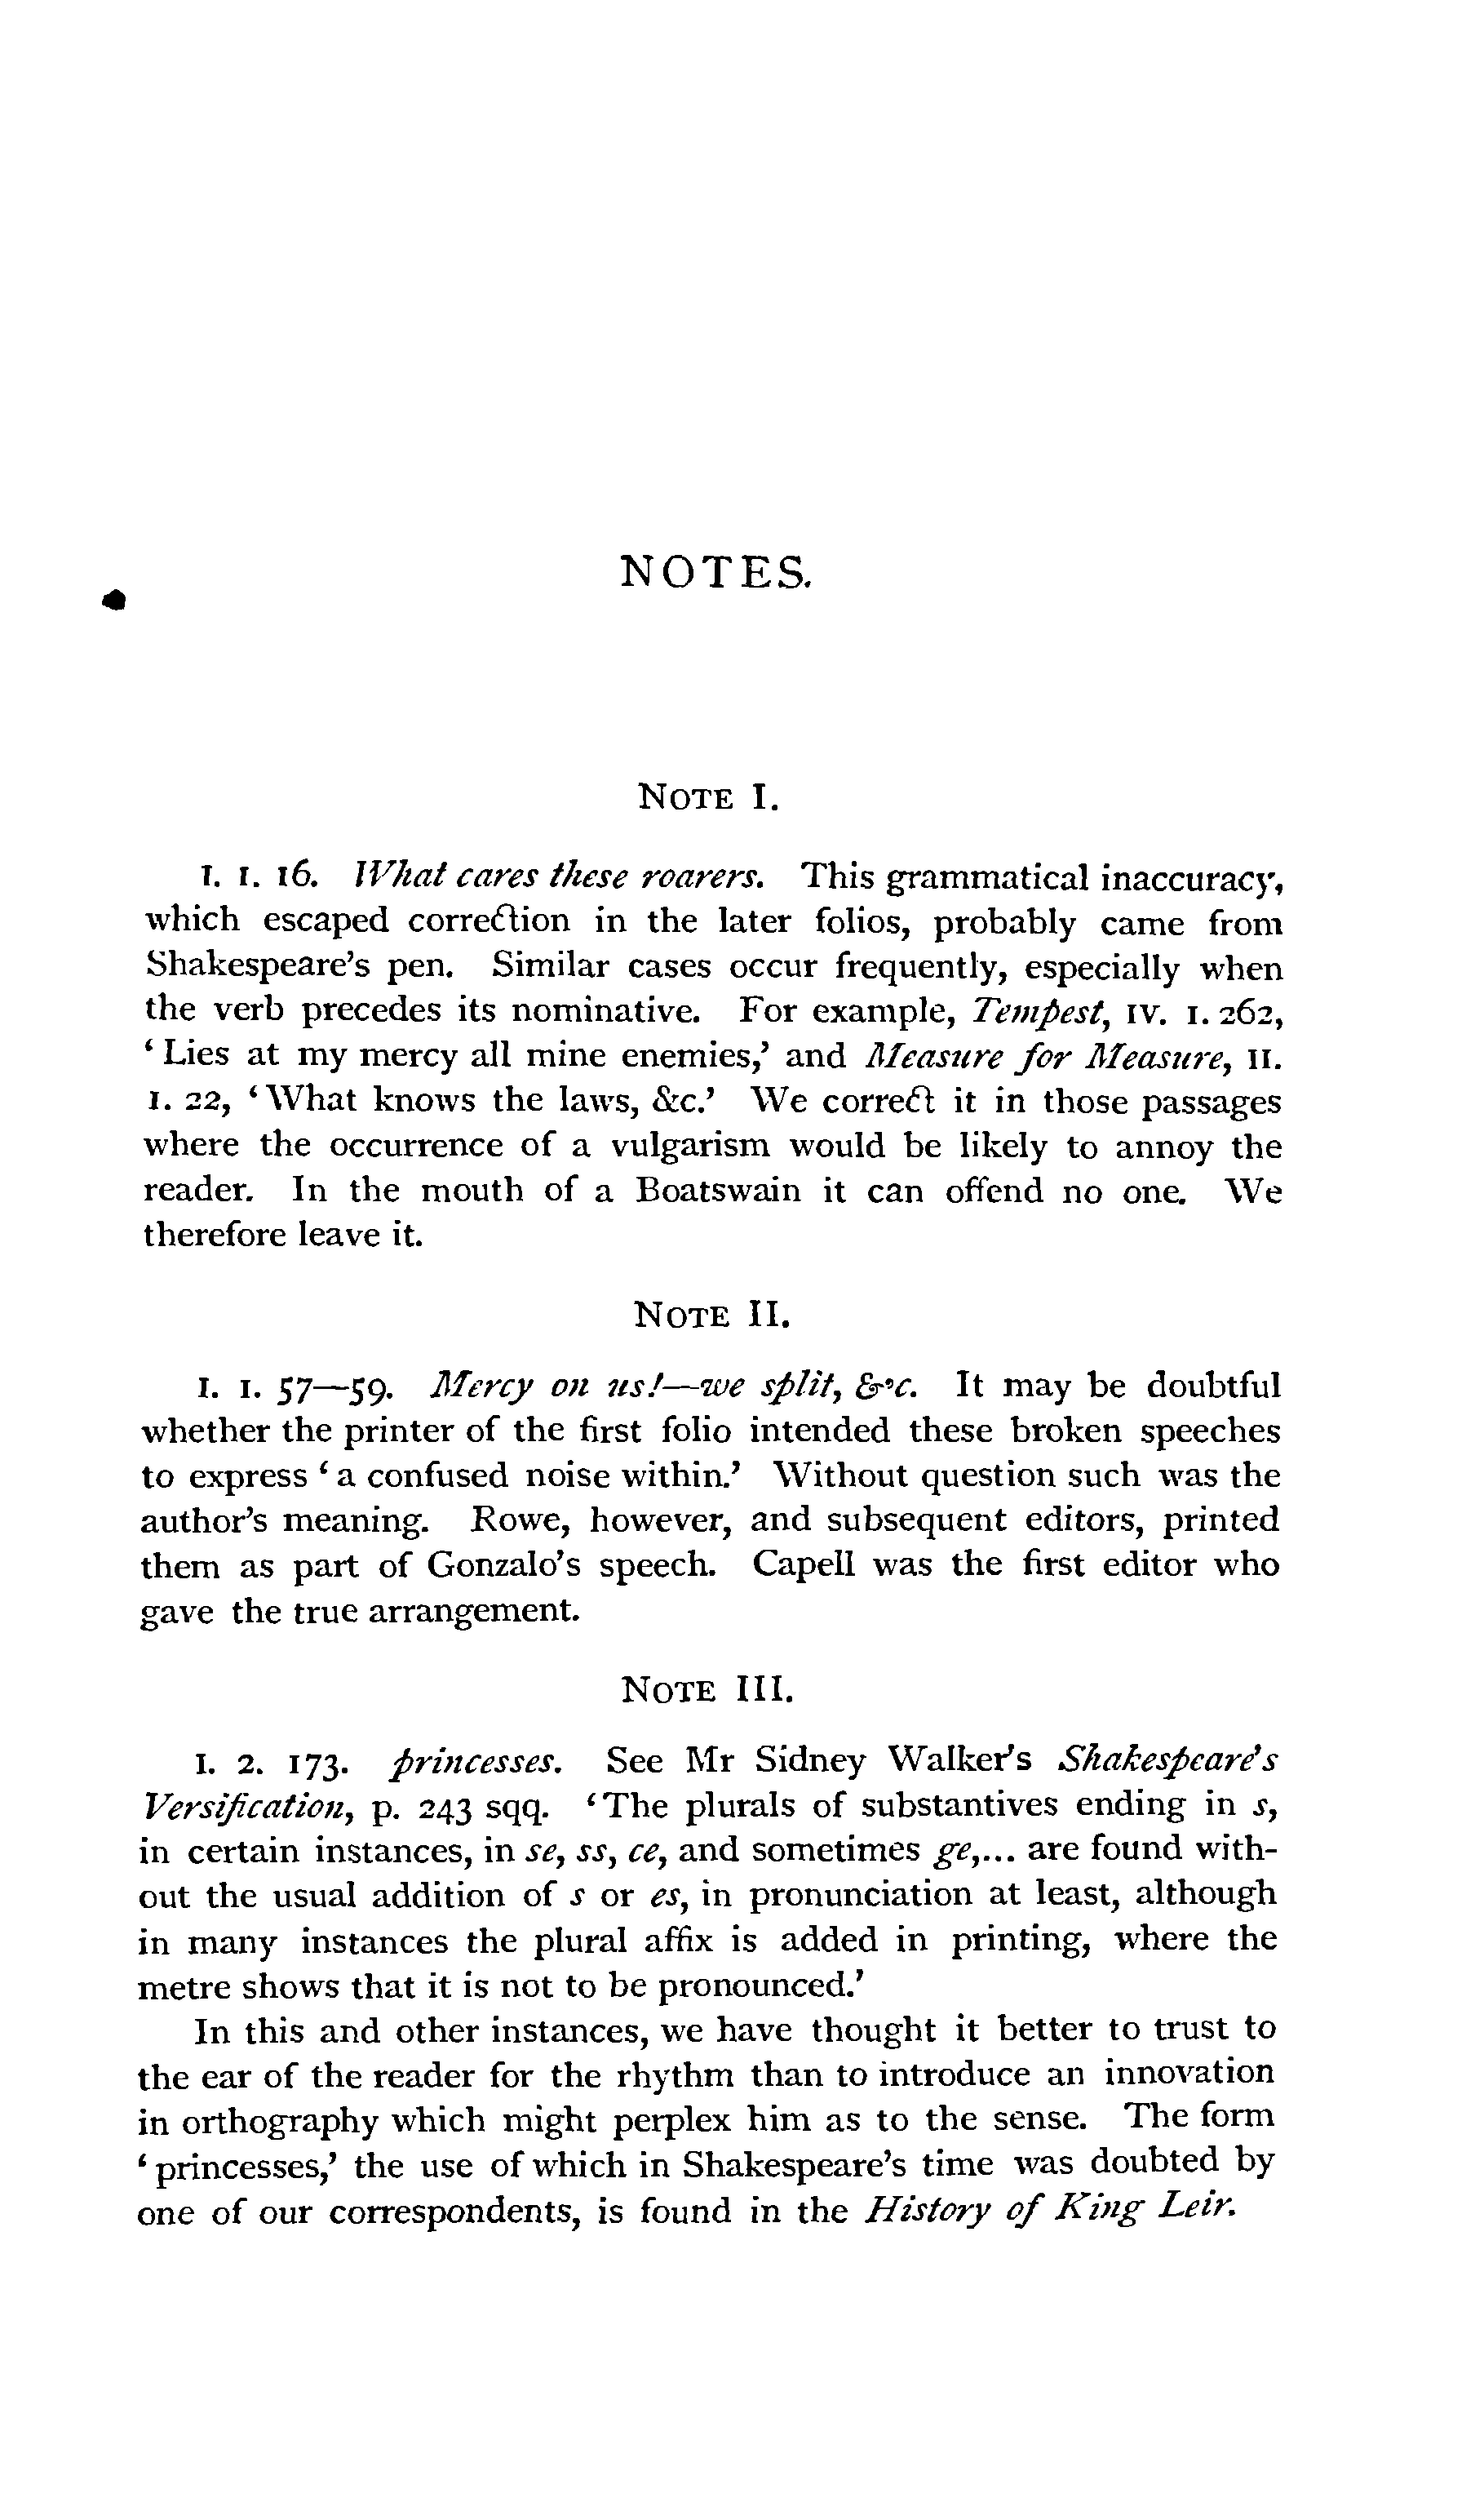 NOTES.
NOTE I.
I. I. 16. What cares these roarers. This grammatical inaccuracy,
which escaped correction in the later folios, probably came from
Shakespeare's pen. Similar cases occur frequently, especially when
the verb precedes its nominative. For example, Tempest, IV. I. 262,
‘Lies at my mercy all mine enemies,’ and Measure for Measure, II.
I. 22, ‘What knows the laws, &c.’ We correct it in those passages
where the occurrence of a vulgarism would be likely to annoy the
reader. In the mouth of a Boatswain it can offend no one. We
therefore leave it.
NOTE II.
I. I. 57—59. Mercy on us!—we split, &c. It may be doubtful
whether the printer of the first folio intended these broken speeches
to express ‘a confused noise within.’ Without question such was the
author's meaning. Rowe, however, and subsequent editors, printed
them as part of Gonzalo's speech. Capell was the first editor who
gave the true arrangement.
NOTE III.
I. 2. 173. princesses. See Mr Sidney Walker's Shakespeare's
Versification, p. 243 sqq. ‘The plurals of substantives ending in s,
in certain instances, in se, ss, ce, and sometimes ge,... are found with-
out the usual addition of s or es, in pronunciation at least, although
in many instances the plural affix is added in printing, where the
metre shows that it is not to be pronounced.’
In this and other instances, we have thought it better to trust to
the ear of the reader for the rhythm than to introduce an innovation
in orthography which might perplex him as to the sense. The form
‘princesses,’ the use of which in Shakespeare's time was doubted by
one of our correspondents, is found in the History of King Leir.